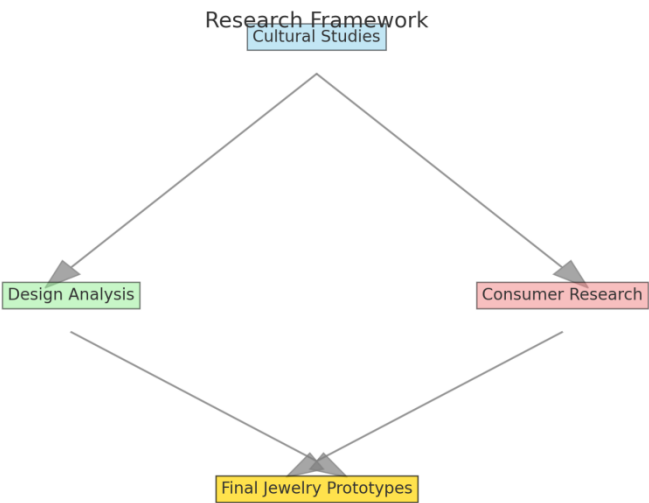 Research Framework
Cultural Studies
Design Analysis
Consumer Research
Final Jewelry Prototypes